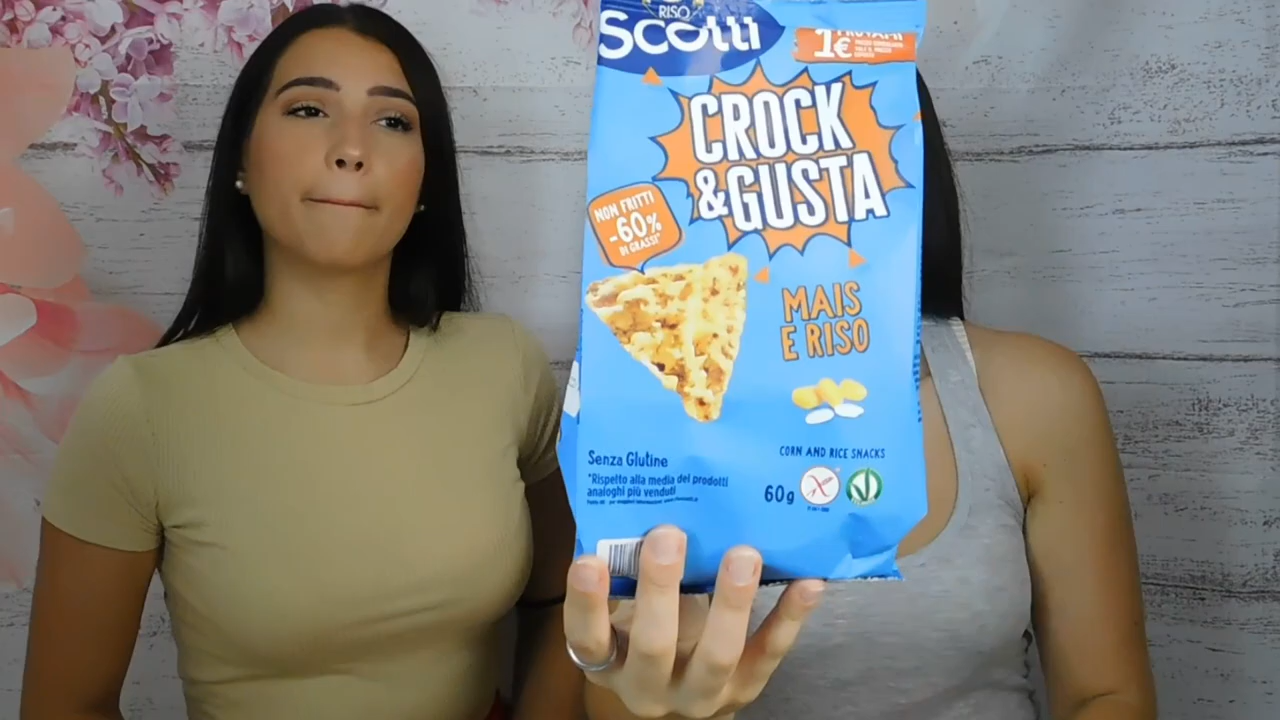 RISO
Scotti
PROVAMI
1€
CROCK
&GUSTA
NON FRITTI
-60%
DI GRASSI*
MAIS
E RISO
CORN AND RICE SNACKS
Senza Glutine
*Rispetto alla media dei prodotti
analoghi più venduti
60g